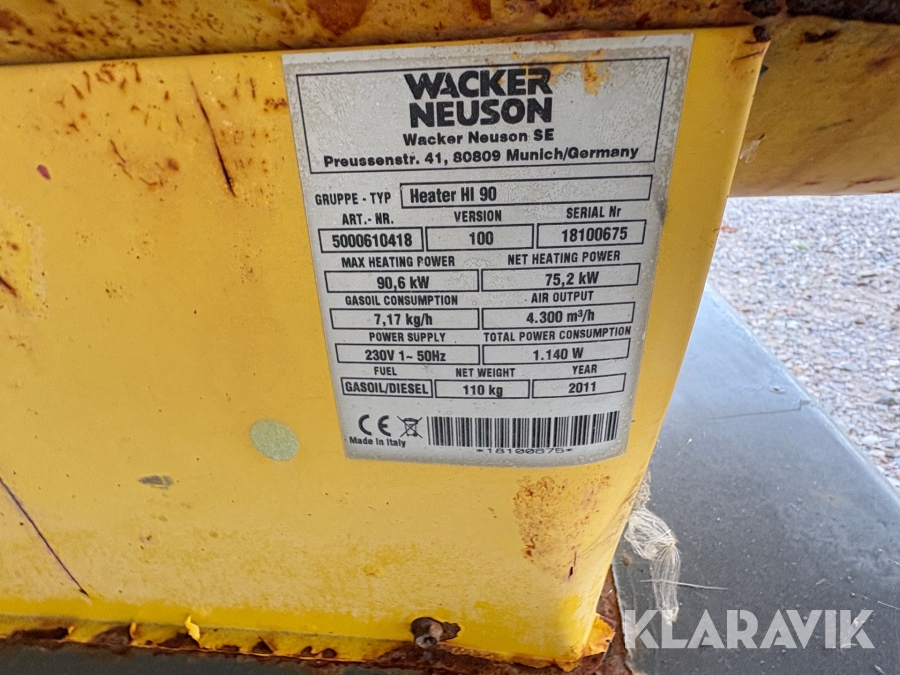 WACKER
NEUSON
Wacker Neuson SE
Preussenstr. 41, 80809 Munich/Germany
GRUPPE - TYP Heater HI 90
ART.- NR. VERSION SERIAL Nr
5000610418 100 18100675
MAX HEATING POWER NET HEATING POWER
90,6 kW 75,2 kW
GASOIL CONSUMPTION AIR OUTPUT
7,17 kg/h 4.300 m³/h
POWER SUPPLY TOTAL POWER CONSUMPTION
230V 1~ 50Hz 1.140 W
FUEL NET WEIGHT YEAR
GASOIL/DIESEL 110 kg 2011
CE
Made in Italy
*18100675*
KLARAVIK